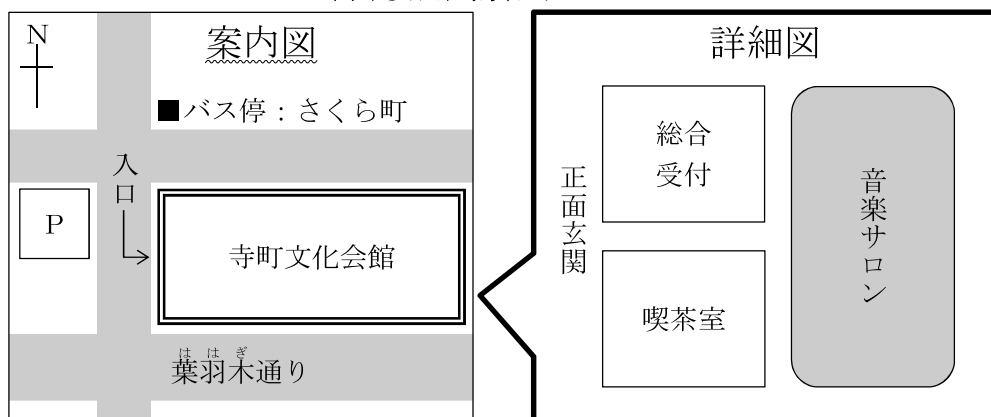 案内図
N
■バス停：さくら町
入口
P
寺町文化会館
ははぎ
葉羽木通り
詳細図
正面玄関
総合
受付
喫茶室
音楽サロン